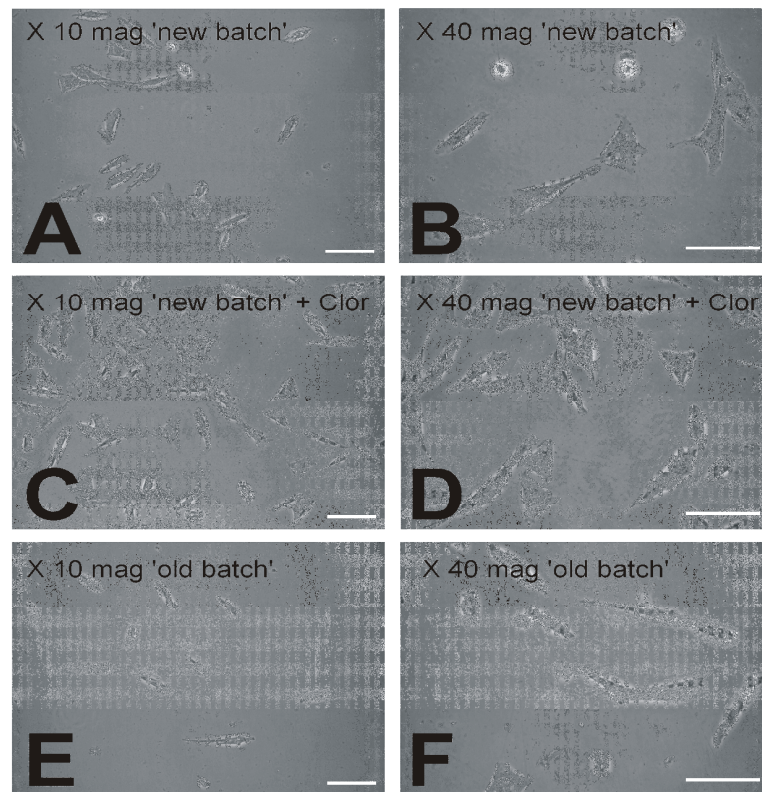 X 10 mag 'new batch'
A
X 40 mag 'new batch'
B
X 10 mag 'new batch' + Clor
C
X 40 mag 'new batch' + Clor
D
X 10 mag 'old batch'
E
X 40 mag 'old batch'
F